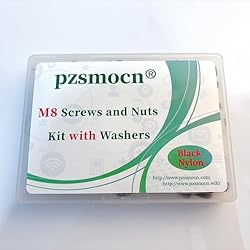 pzsmocn®
M8 Screws and Nuts
Kit with Washers
Black
Nylon
http://www.pzsmocn.com
http://www.pzsmocn.wiki